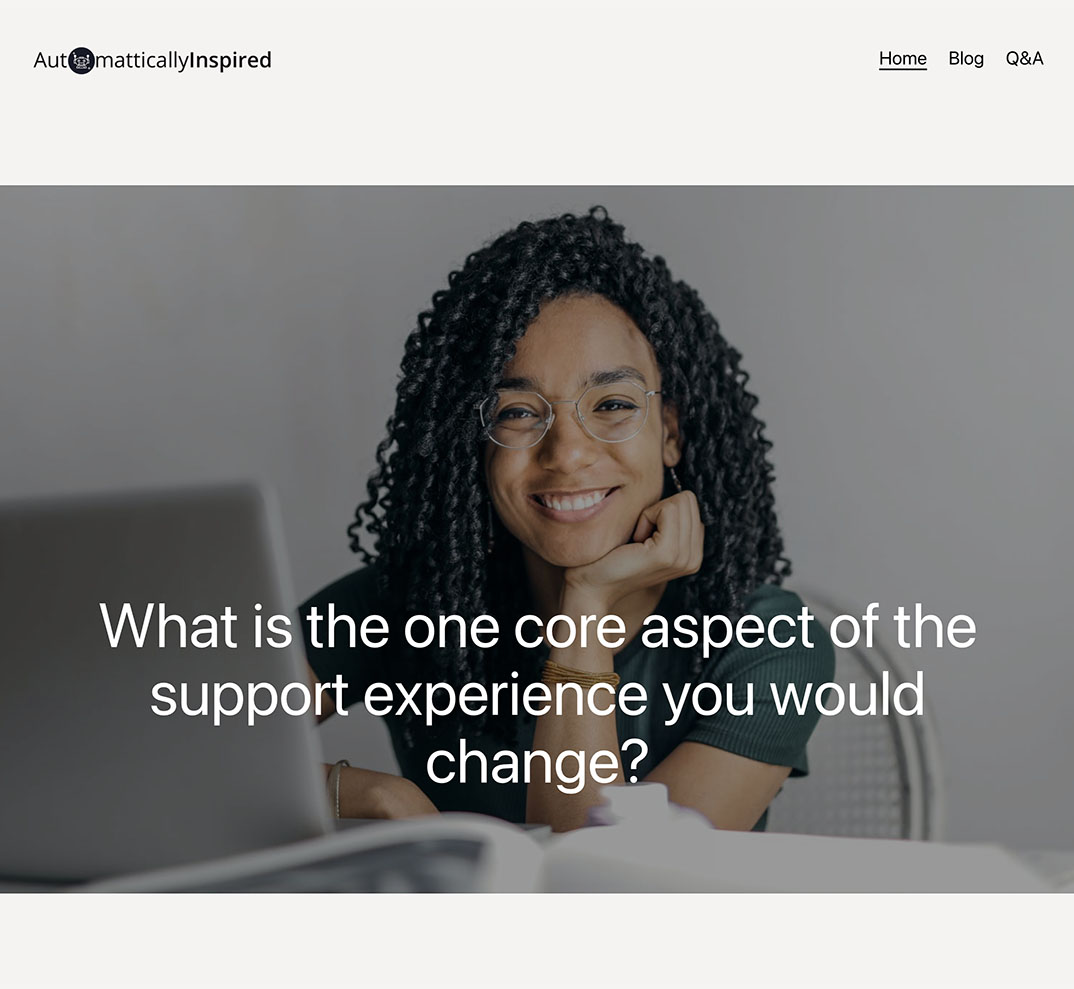 AutomatticallyInspired
Home Blog Q&A
What is the one core aspect of the
support experience you would
change?